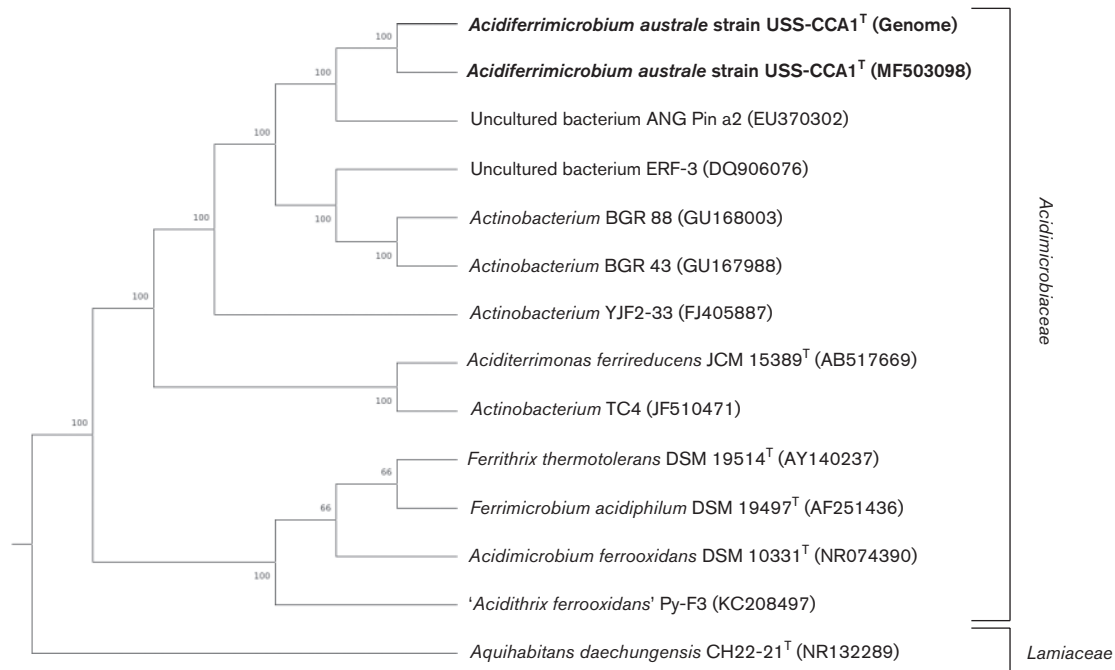 Acidiferrimicrobium australe strain USS-CCA1T (Genome)
100
Acidiferrimicrobium australe strain USS-CCA1T (MF503098)
100
Uncultured bacterium ANG Pin a2 (EU370302)
100
Uncultured bacterium ERF-3 (DQ906076)
100
Actinobacterium BGR 88 (GU168003)
100
100
Actinobacterium BGR 43 (GU167988)
100
Actinobacterium YJF2-33 (FJ405887)
Aciditerrimonas ferrireducens JCM 15389T (AB517669)
100
Actinobacterium TC4 (JF510471)
100
Ferrithrix thermotolerans DSM 19514T (AY140237)
66
Ferrimicrobium acidiphilum DSM 19497T (AF251436)
66
Acidimicrobium ferrooxidans DSM 10331T (NR074390)
100
'Acidithrix ferrooxidans' Py-F3 (KC208497)
Aquihabitans daechungensis CH22-21T (NR132289)
Acidimicrobiaceae
Lamiaceae